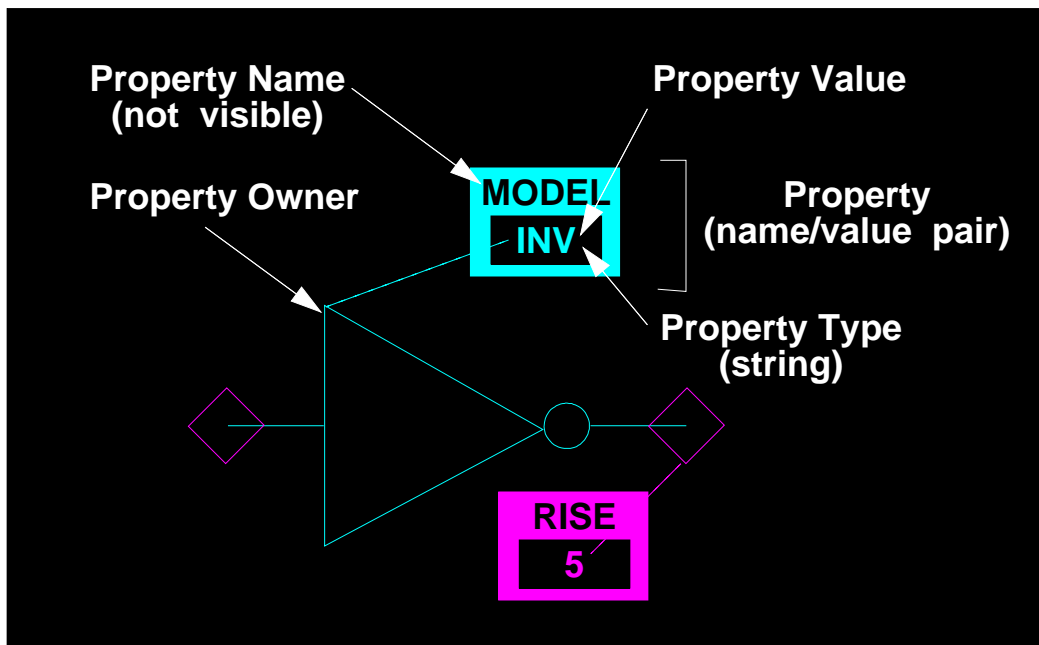 Property Name
(not visible)
Property Value
Property Owner
MODEL
INV
Property
(name/value pair)
Property Type
(string)
RISE
5